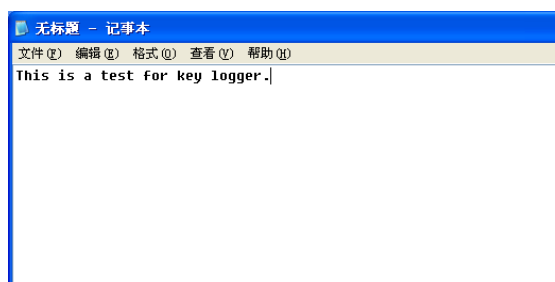 无标题 - 记事本
文件(F) 编辑(E) 格式(O) 查看(V) 帮助(H)
This is a test for key logger.